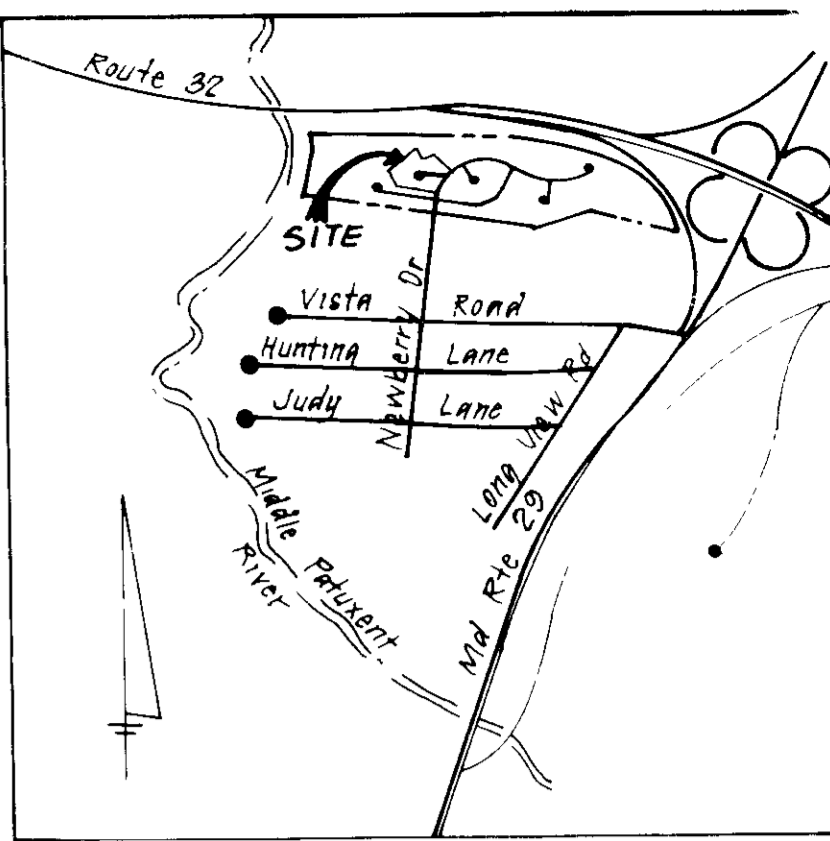 Route 32
SITE
Vista Road
Hunting Lane
Judy Lane
Newberry Dr
Long View Rd
Md Rte 29
Middle Patuxent
River